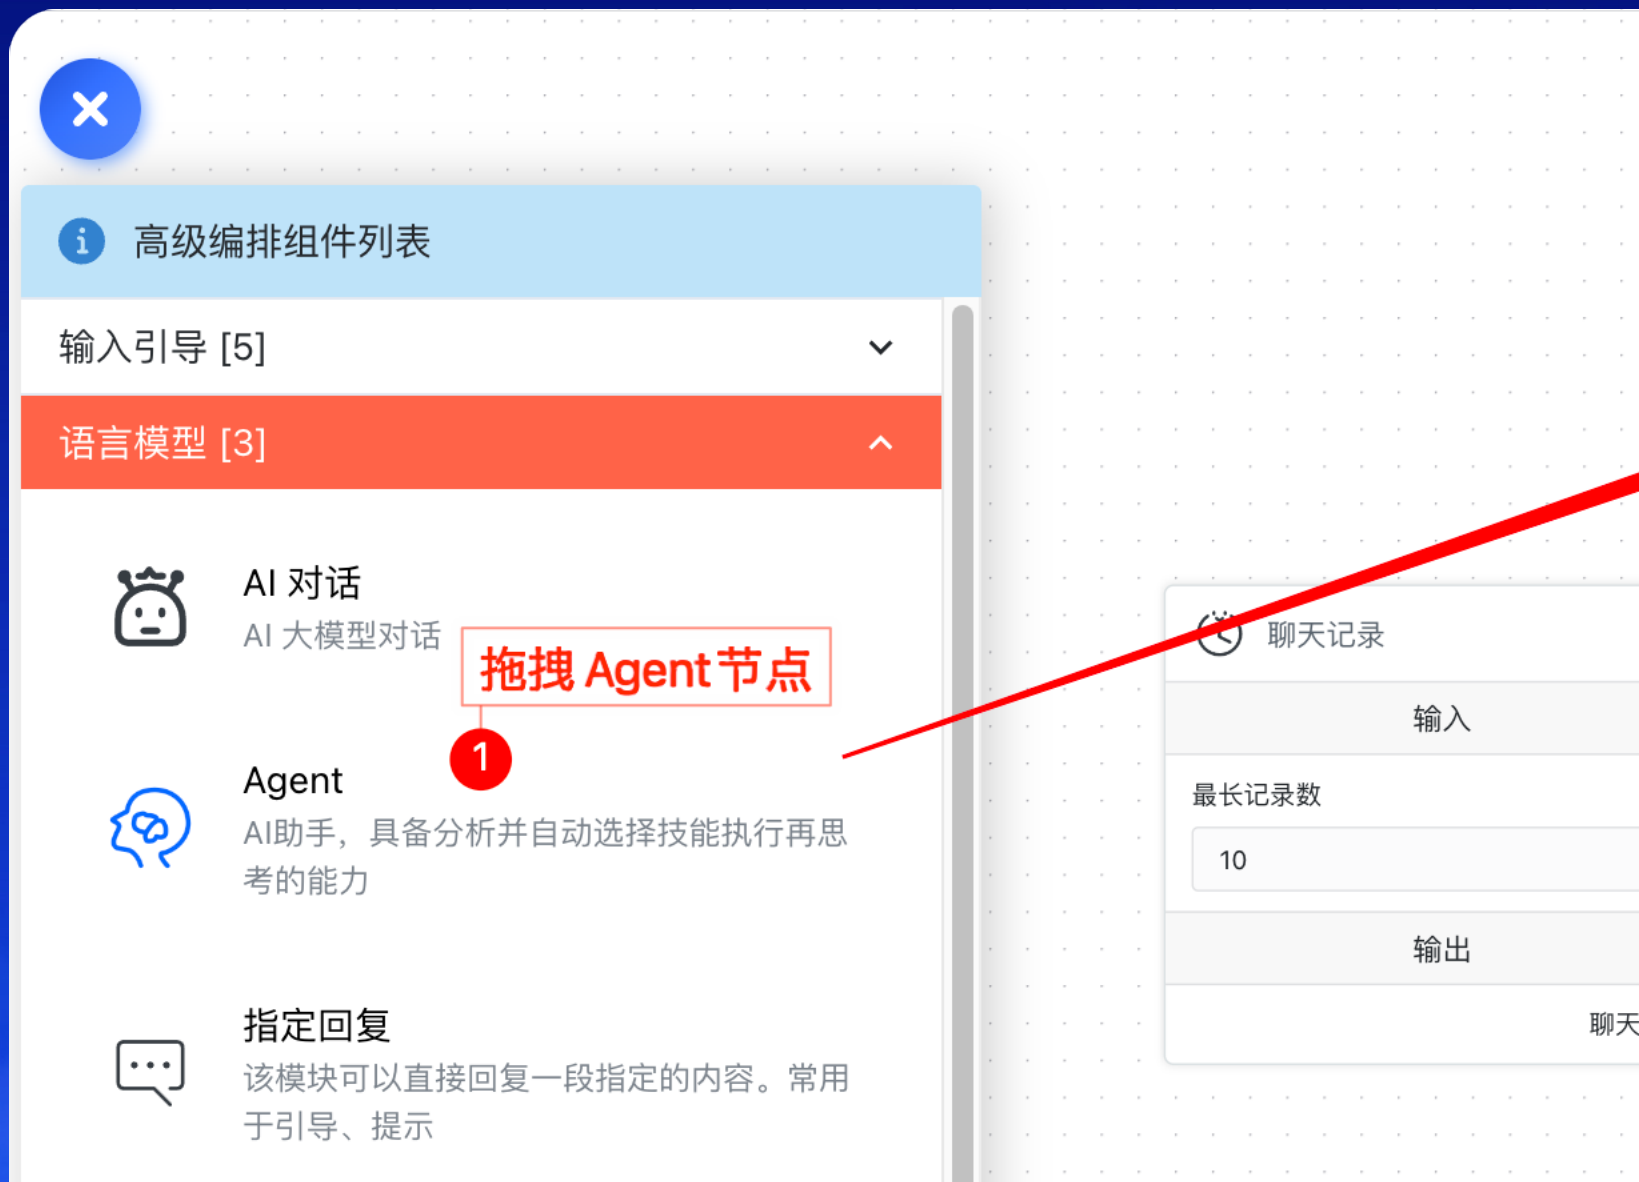 高级编排组件列表
输入引导 [5]
语言模型 [3]
AI 对话
AI 大模型对话
拖拽 Agent节点
1
Agent
AI助手，具备分析并自动选择技能执行再思
考的能力
指定回复
该模块可以直接回复一段指定的内容。常用
于引导、提示
聊天记录
输入
最长记录数
10
输出
聊天